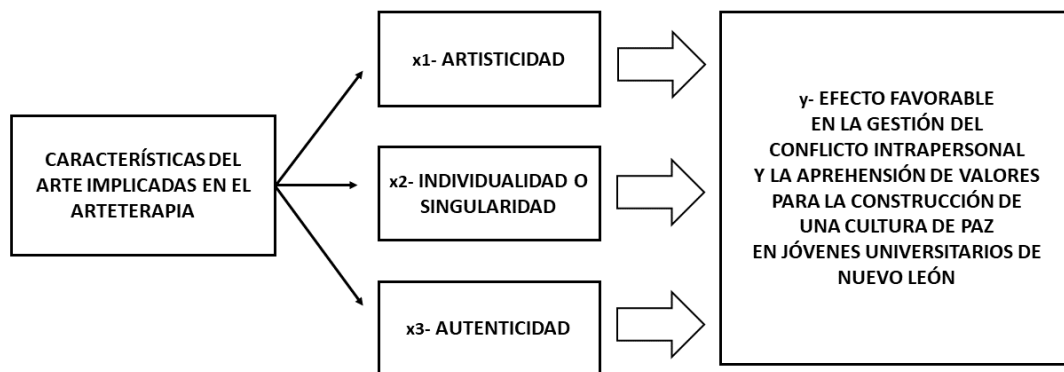 CARACTERÍSTICAS DEL
ARTE IMPLICADAS EN EL
ARTETERAPIA
x1- ARTISTICIDAD
x2- INDIVIDUALIDAD O
SINGULARIDAD
x3- AUTENTICIDAD
y- EFECTO FAVORABLE
EN LA GESTIÓN DEL
CONFLICTO INTRAPERSONAL
Y LA APREHENSIÓN DE VALORES
PARA LA CONSTRUCCIÓN DE
UNA CULTURA DE PAZ
EN JÓVENES UNIVERSITARIOS DE
NUEVO LEÓN